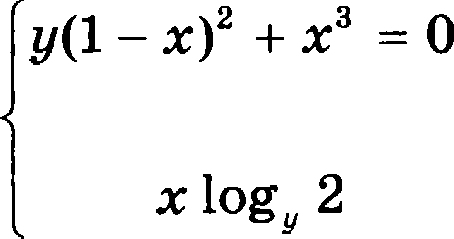 y(1 − x)² + x³ = 0
x log_y 2